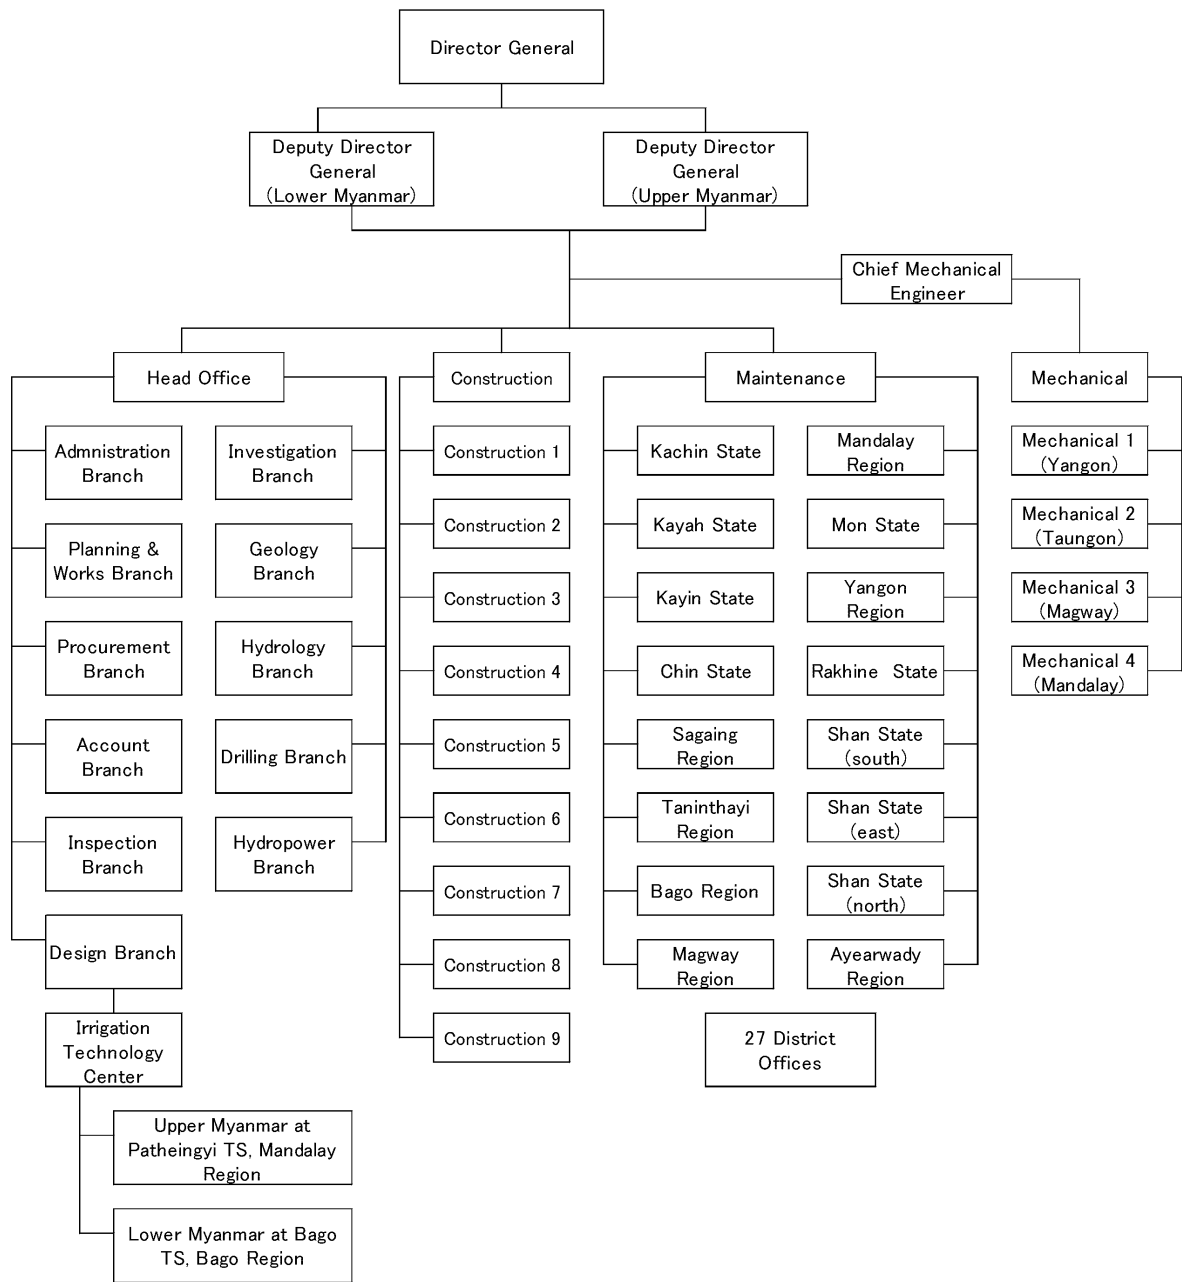 Director General
Deputy Director
General
(Lower Myanmar)
Deputy Director
General
(Upper Myanmar)
Chief Mechanical
Engineer
Head Office
Construction
Maintenance
Mechanical
Admnistration
Branch
Investigation
Branch
Planning &
Works Branch
Geology
Branch
Procurement
Branch
Hydrology
Branch
Account
Branch
Drilling Branch
Inspection
Branch
Hydropower
Branch
Design Branch
Irrigation
Technology
Center
Upper Myanmar at
Patheingyi TS, Mandalay
Region
Lower Myanmar at Bago
TS, Bago Region
Construction 1
Construction 2
Construction 3
Construction 4
Construction 5
Construction 6
Construction 7
Construction 8
Construction 9
Kachin State
Mandalay
Region
Kayah State
Mon State
Kayin State
Yangon
Region
Chin State
Rakhine State
Sagaing
Region
Shan State
(south)
Taninthayi
Region
Shan State
(east)
Bago Region
Shan State
(north)
Magway
Region
Ayearwady
Region
27 District
Offices
Mechanical 1
(Yangon)
Mechanical 2
(Taungon)
Mechanical 3
(Magway)
Mechanical 4
(Mandalay)